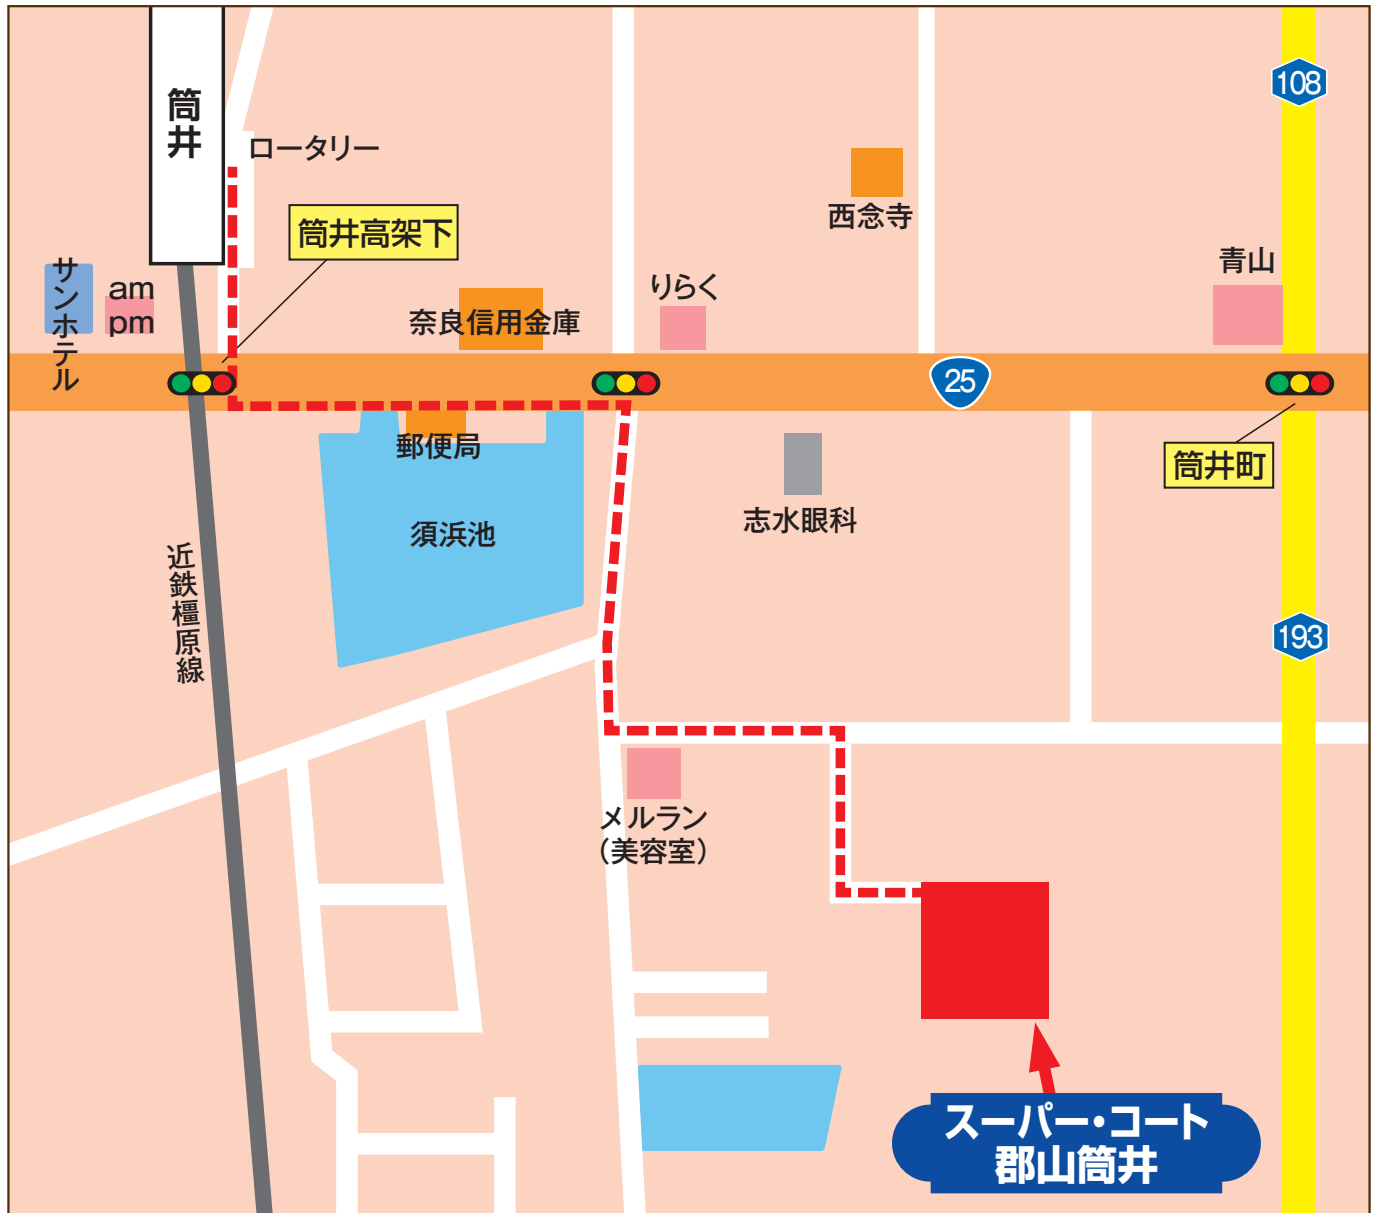 筒井
ロータリー
108
西念寺
筒井高架下
青山
サンホテル
am
pm
りらく
奈良信用金庫
25
郵便局
筒井町
志水眼科
須浜池
近鉄橿原線
193
メルラン
（美容室）
スーパー・コート
郡山筒井